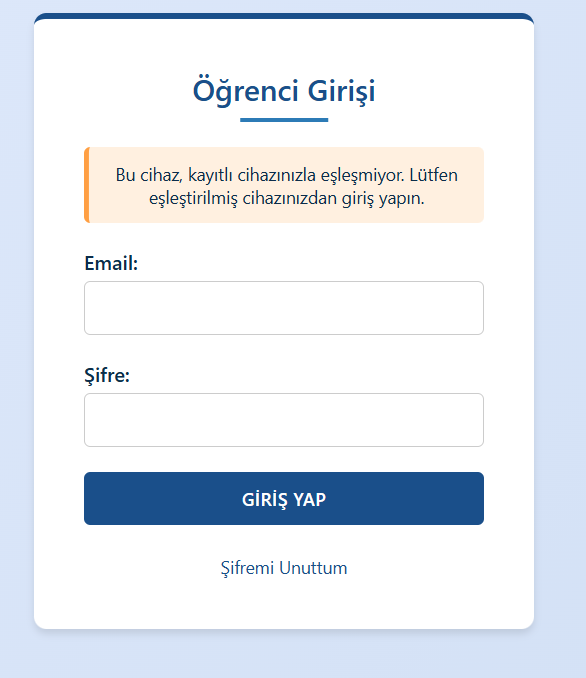 Öğrenci Girişi
Bu cihaz, kayıtlı cihazınızla eşleşmiyor. Lütfen
eşleştirilmiş cihazınızdan giriş yapın.
Email:
Şifre:
GİRİŞ YAP
Şifremi Unuttum